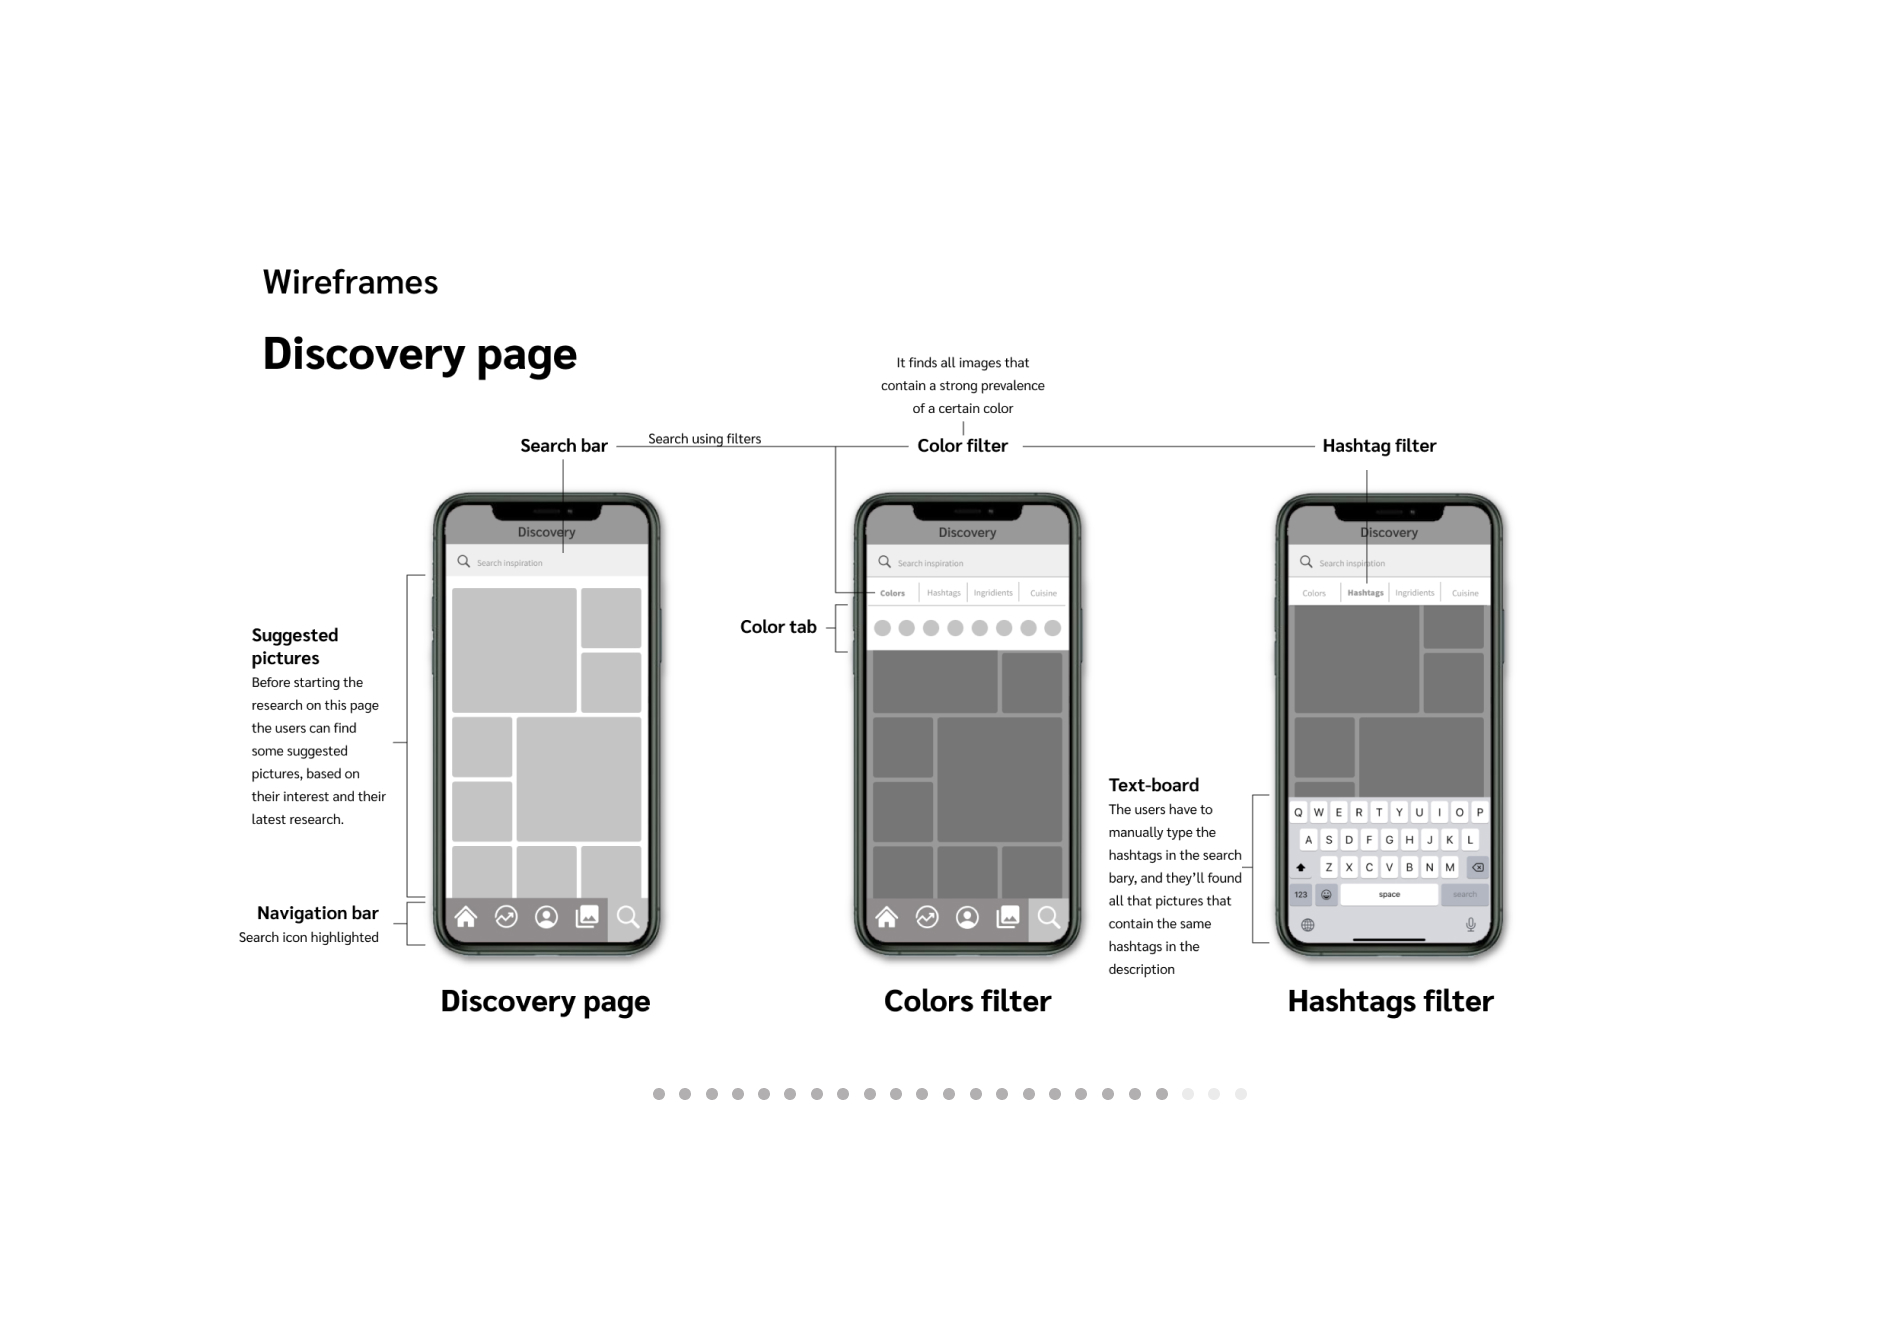 Wireframes
Discovery page
It finds all images that
contain a strong prevalence
of a certain color
Search bar
Search using filters
Color filter
Hashtag filter
Discovery
Search inspiration
Suggested
pictures
Before starting the
research on this page
the users can find
some suggested
pictures, based on
their interest and their
latest research.
Navigation bar
Search icon highlighted
Discovery page
Discovery
Search inspiration
Colors Hashtags Ingridients Cuisine
Color tab
Colors filter
Discovery
Search inspiration
Colors Hashtags Ingridients Cuisine
Text-board
The users have to
manually type the
hashtags in the search
bary, and they'll found
all that pictures that
contain the same
hashtags in the
description
Q W E R T Y U I O P
A S D F G H J K L
Z X C V B N M
123 space search
Hashtags filter